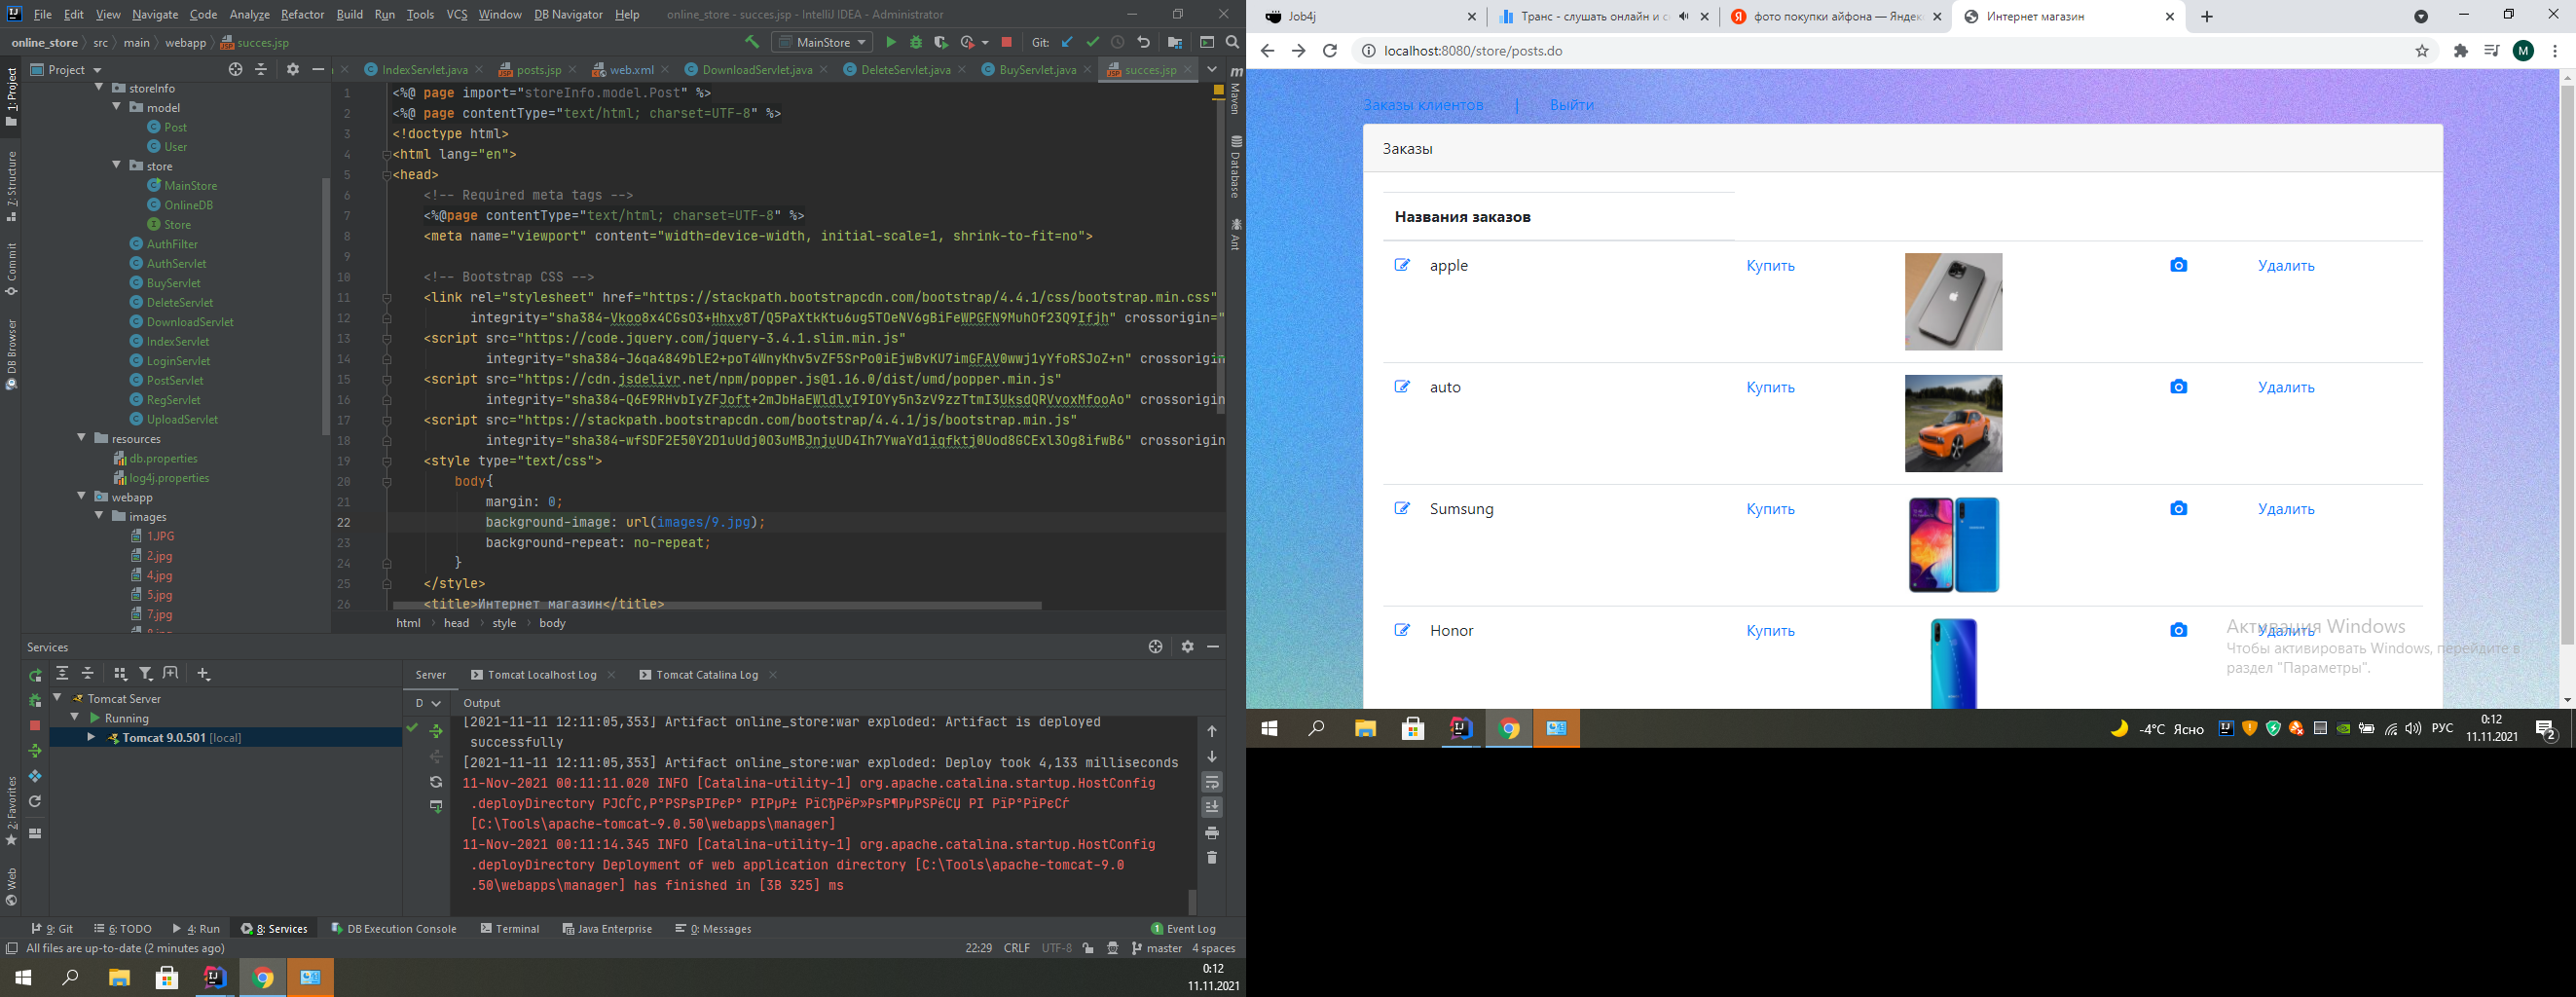 File Edit View Navigate Code Analyze Refactor Build Run Tools VCS Window DB Navigator Help online_store - succes.jsp - IntelliJ IDEA - Administrator
online_store src main webapp succes.jsp MainStore Git:
Project IndexServlet.java posts.jsp web.xml DownloadServlet.java DeleteServlet.java BuyServlet.java succes.jsp
1: Project
7: Structure
Commit
DB Browser
2: Favorites
Web
storeInfo
model
Post
User
store
MainStore
OnlineDB
Store
AuthFilter
AuthServlet
BuyServlet
DeleteServlet
DownloadServlet
IndexServlet
LoginServlet
PostServlet
RegServlet
UploadServlet
resources
db.properties
log4j.properties
webapp
images
1.JPG
2.jpg
4.jpg
5.jpg
7.jpg
1 <%@ page import="storeInfo.model.Post" %>
2 <%@ page contentType="text/html; charset=UTF-8" %>
3 <!doctype html>
4 <html lang="en">
5 <head>
6 <!-- Required meta tags -->
7 <%@page contentType="text/html; charset=UTF-8" %>
8 <meta name="viewport" content="width=device-width, initial-scale=1, shrink-to-fit=no">
9
10 <!-- Bootstrap CSS -->
11 <link rel="stylesheet" href="https://stackpath.bootstrapcdn.com/bootstrap/4.4.1/css/bootstrap.min.css"
12 integrity="sha384-Vkoo8x4CGsO3+Hhxv8T/Q5PaXtkKtu6ug5TOeNV6gBiFeWPGFN9MuhOf23Q9Ifjh" crossorigin="
13 <script src="https://code.jquery.com/jquery-3.4.1.slim.min.js"
14 integrity="sha384-J6qa4849blE2+poT4WnyKhv5vZF5SrPo0iEjwBvKU7imGFAV0wwj1yYfoRSJoZ+n" crossorigin
15 <script src="https://cdn.jsdelivr.net/npm/popper.js@1.16.0/dist/umd/popper.min.js"
16 integrity="sha384-Q6E9RHvbIyZFJoft+2mJbHaEWldlvI9IOYy5n3zV9zzTtmI3UksdQRVvoxMfooAo" crossorigin
17 <script src="https://stackpath.bootstrapcdn.com/bootstrap/4.4.1/js/bootstrap.min.js"
18 integrity="sha384-wfSDF2E50Y2D1uUdj0O3uMBJnjuUD4Ih7YwaYd1iqfktj0Uod8GCExl3Og8ifwB6" crossorigin
19 <style type="text/css">
20 body{
21 margin: 0;
22 background-image: url(images/9.jpg);
23 background-repeat: no-repeat;
24 }
25 </style>
26 <title>Интернет магазин</title>
html head style body
Maven
Database
Ant
Services
Tomcat Server
Running
Tomcat 9.0.501 [local]
Server Tomcat Localhost Log Tomcat Catalina Log
D Output
[2021-11-11 12:11:05,353] Artifact online_store:war exploded: Artifact is deployed
successfully
[2021-11-11 12:11:05,353] Artifact online_store:war exploded: Deploy took 4,133 milliseconds
11-Nov-2021 00:11:11.020 INFO [Catalina-utility-1] org.apache.catalina.startup.HostConfig
.deployDirectory
[C:\Tools\apache-tomcat-9.0.50\webapps\manager]
11-Nov-2021 00:11:14.345 INFO [Catalina-utility-1] org.apache.catalina.startup.HostConfig
.deployDirectory Deployment of web application directory [C:\Tools\apache-tomcat-9.0
.50\webapps\manager] has finished in [3В 325] ms
9: Git 6: TODO 4: Run 8: Services DB Execution Console Terminal Java Enterprise 0: Messages 1 Event Log
All files are up-to-date (2 minutes ago) 22:29 CRLF UTF-8 master 4 spaces
0:12
11.11.2021
Job4j Транс - слушать онлайн и с фото покупки айфона — Яндекс Интернет магазин
localhost:8080/store/posts.do M
Заказы клиентов | Выйти
Заказы
Названия заказов
apple Купить Удалить
auto Купить Удалить
Sumsung Купить Удалить
Honor Купить Удалить
Активация Windows
Чтобы активировать Windows, перейдите в
раздел "Параметры".
-4°C Ясно РУС 0:12
11.11.2021 2